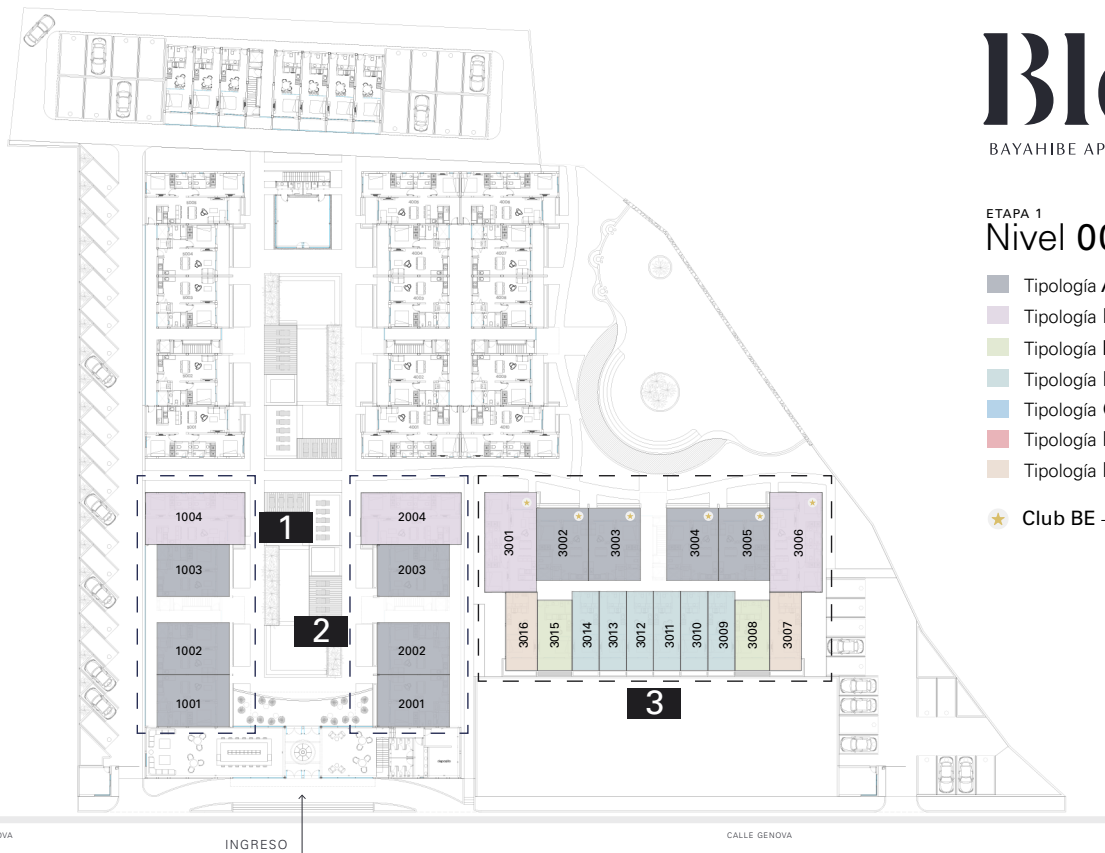 Blo
BAYAHIBE AP
ETAPA 1
Nivel 00
Tipología A
Tipología
Tipología
Tipología
Tipología
Tipología
Tipología
Club BE -
1004
1003
1002
1001
1
2004
2003
2002
2001
2
3001
3002
3003
3004
3005
3006
3016
3015
3014
3013
3012
3011
3010
3009
3008
3007
3
OVA
INGRESO
CALLE GENOVA